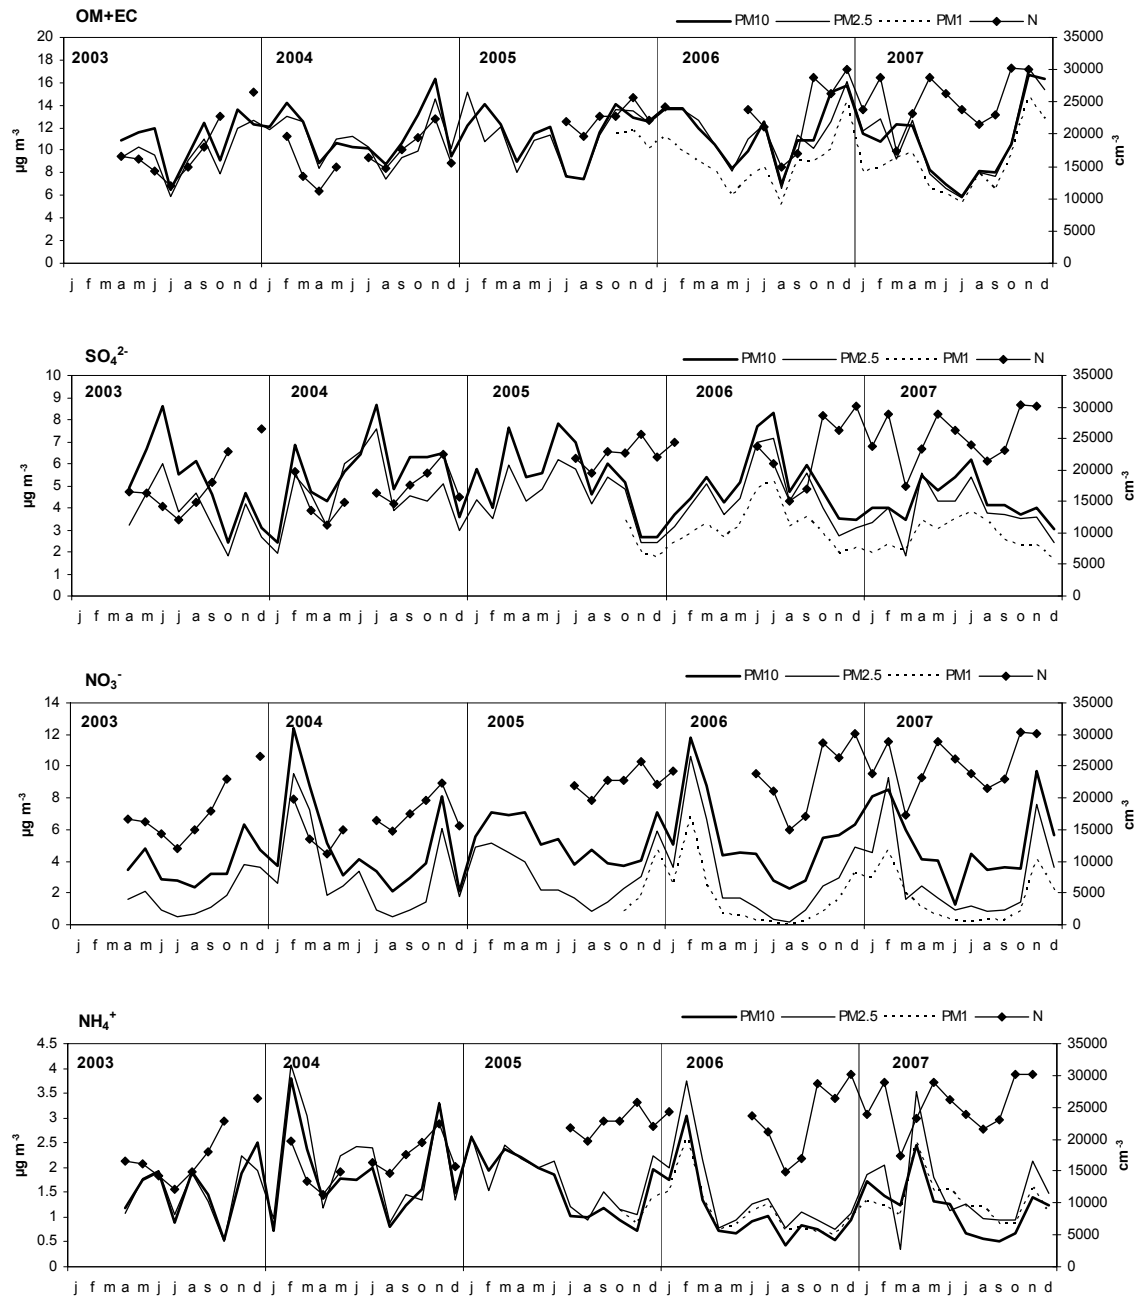 OM+EC
PM10 PM2.5 PM1 N
20 18 16 14 12 10 8 6 4 2 0
µg m-3
2003 2004 2005 2006 2007
35000 30000 25000 20000 15000 10000 5000 0
cm-3
j f m a m j j a s o n d j f m a m j j a s o n d j f m a m j j a s o n d j f m a m j j a s o n d j f m a m j j a s o n d
SO42-
PM10 PM2.5 PM1 N
10 9 8 7 6 5 4 3 2 1 0
µg m-3
2003 2004 2005 2006 2007
35000 30000 25000 20000 15000 10000 5000 0
cm-3
j f m a m j j a s o n d j f m a m j j a s o n d j f m a m j j a s o n d j f m a m j j a s o n d j f m a m j j a s o n d
NO3-
PM10 PM2.5 PM1 N
14 12 10 8 6 4 2 0
µg m-3
2003 2004 2005 2006 2007
35000 30000 25000 20000 15000 10000 5000 0
cm-3
j f m a m j j a s o n d j f m a m j j a s o n d j f m a m j j a s o n d j f m a m j j a s o n d j f m a m j j a s o n d
NH4+
PM10 PM2.5 PM1 N
4.5 4 3.5 3 2.5 2 1.5 1 0.5 0
µg m-3
2003 2004 2005 2006 2007
35000 30000 25000 20000 15000 10000 5000 0
cm-3
j f m a m j j a s o n d j f m a m j j a s o n d j f m a m j j a s o n d j f m a m j j a s o n d j f m a m j j a s o n d